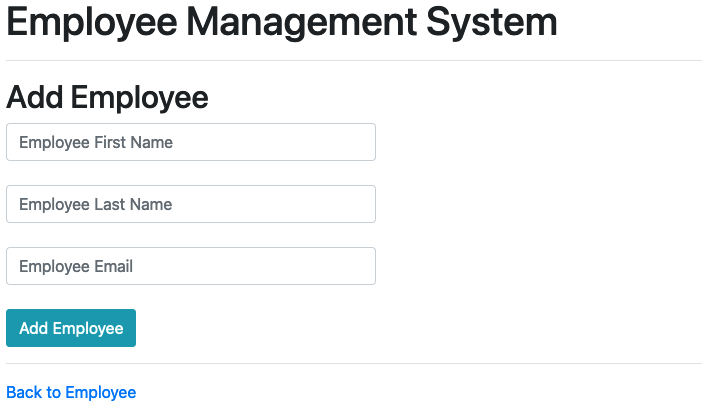 Employee Management System
Add Employee
Employee First Name
Employee Last Name
Employee Email
Add Employee
Back to Employee